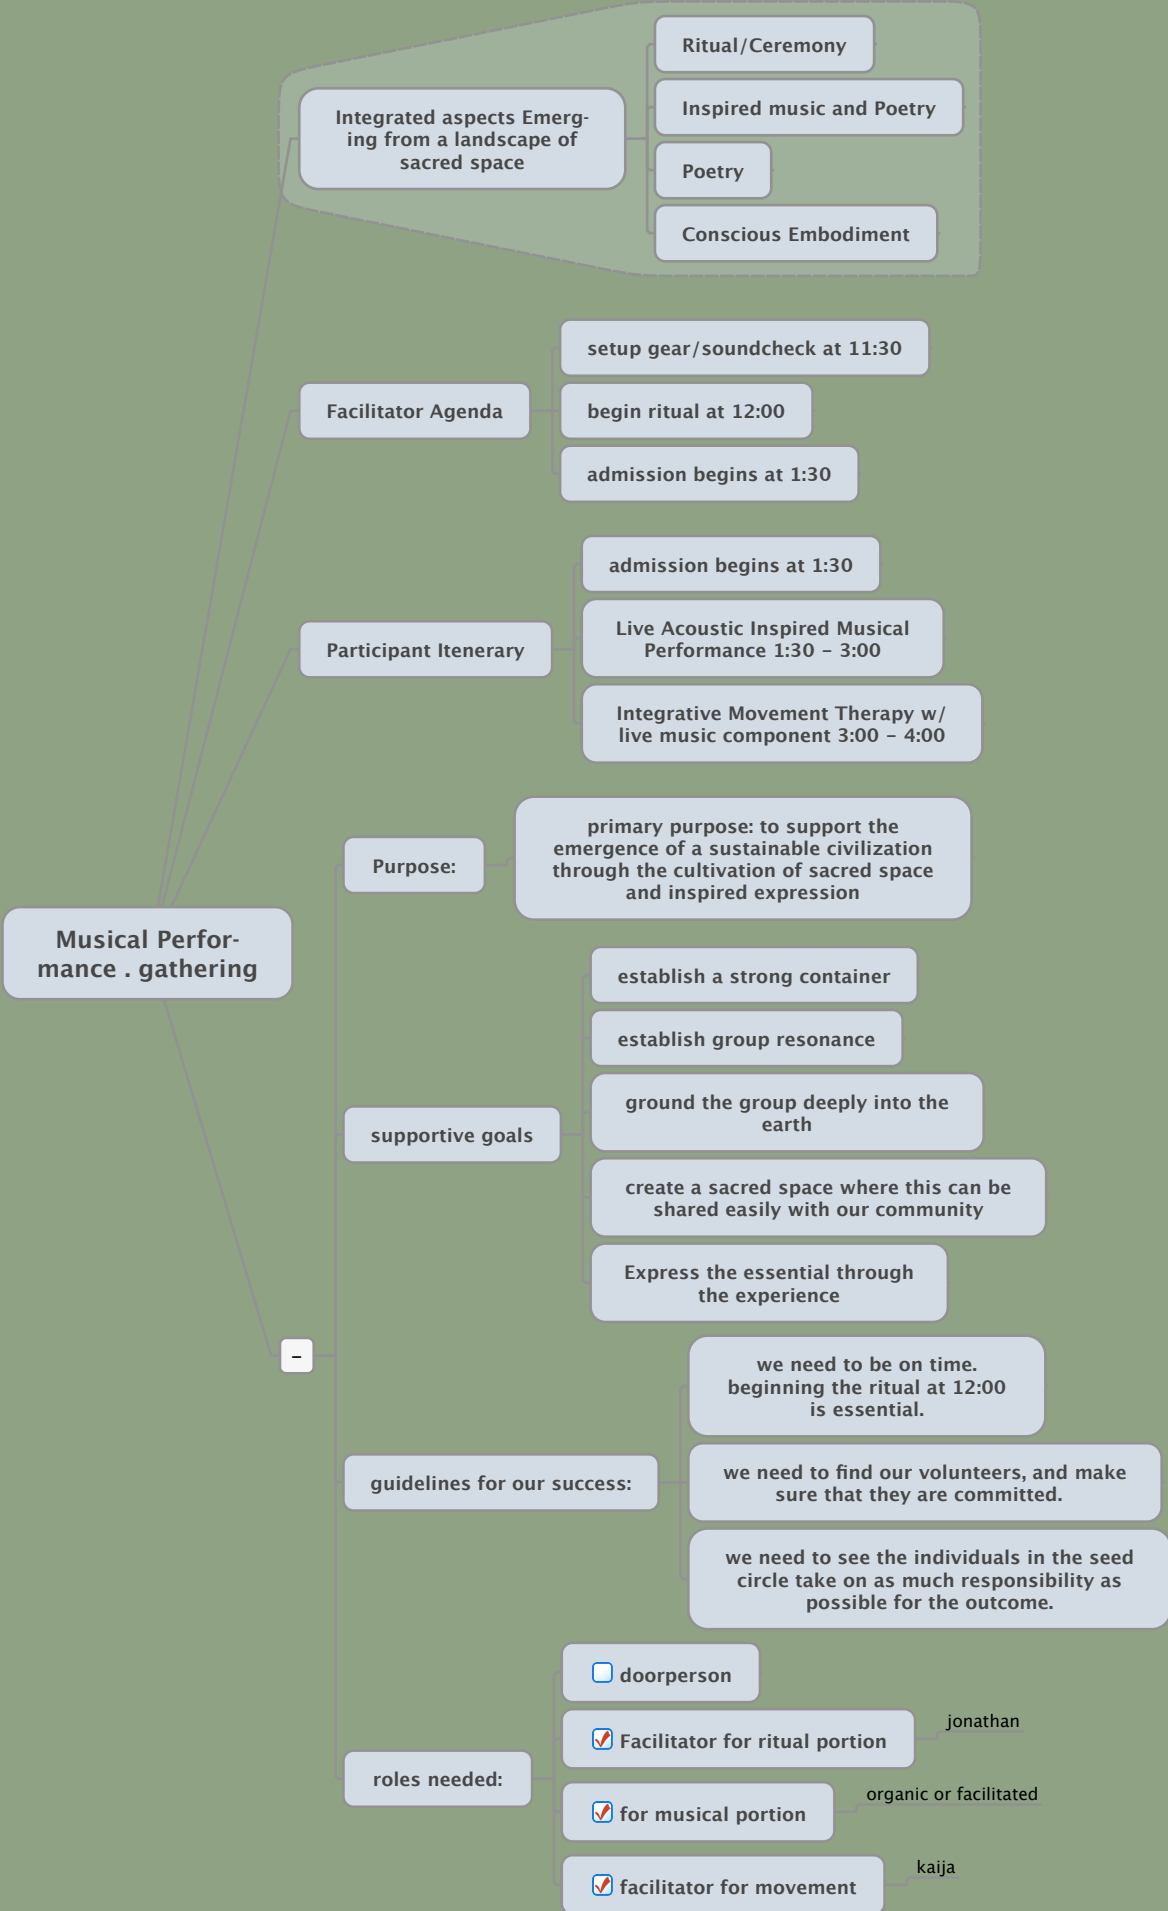 Ritual/Ceremony
Integrated aspects Emerg-
ing from a landscape of
sacred space
Inspired music and Poetry
Poetry
Conscious Embodiment
Facilitator Agenda
setup gear/soundcheck at 11:30
begin ritual at 12:00
admission begins at 1:30
Participant Itenerary
admission begins at 1:30
Live Acoustic Inspired Musical
Performance 1:30 – 3:00
Integrative Movement Therapy w/
live music component 3:00 – 4:00
Musical Perfor-
mance . gathering
Purpose:
primary purpose: to support the
emergence of a sustainable civilization
through the cultivation of sacred space
and inspired expression
supportive goals
establish a strong container
establish group resonance
ground the group deeply into the
earth
create a sacred space where this can be
shared easily with our community
Express the essential through
the experience
–
guidelines for our success:
we need to be on time.
beginning the ritual at 12:00
is essential.
we need to find our volunteers, and make
sure that they are committed.
we need to see the individuals in the seed
circle take on as much responsibility as
possible for the outcome.
roles needed:
doorperson
Facilitator for ritual portion
jonathan
for musical portion
organic or facilitated
facilitator for movement
kaija